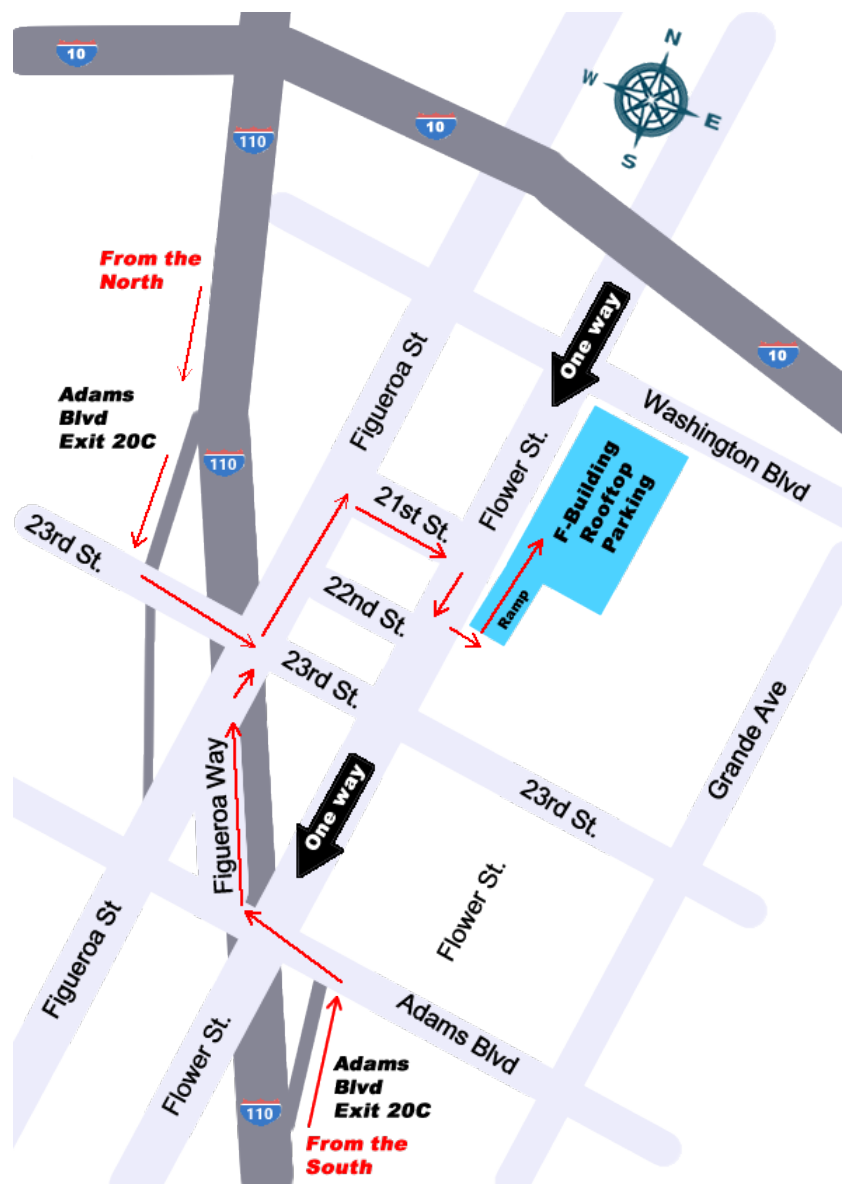 N
W
E
S
10
10
110
From the
North
One way
10
Figueroa St
Adams
Blvd
Exit 20C
Washington Blvd
110
Flower St.
F-Building
Rooftop
Parking
21st St.
23rd St.
22nd St.
Ramp
23rd St.
Grande Ave
Figueroa Way
One way
23rd St.
Flower St.
Figueroa St
Adams Blvd
Flower St.
Adams
Blvd
Exit 20C
110
From the
South